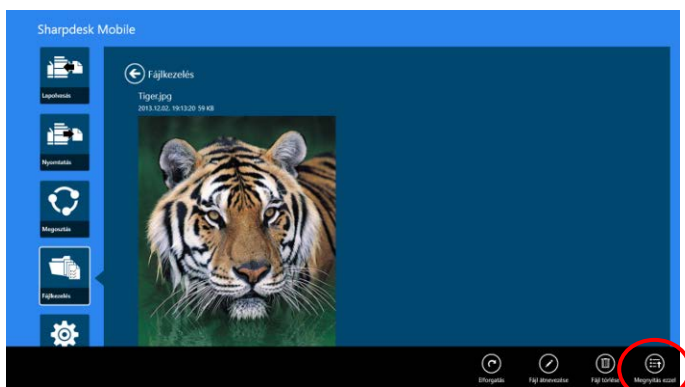 Sharpdesk Mobile
Lapolvasás
Nyomtatás
Megosztás
Fájlkezelés
Fájlkezelés
Tiger.jpg
2013.12.02. 19:13:20 59 KB
Elforgatás
Fájl átnevezése
Fájl törlése
Megnyitás ezzel